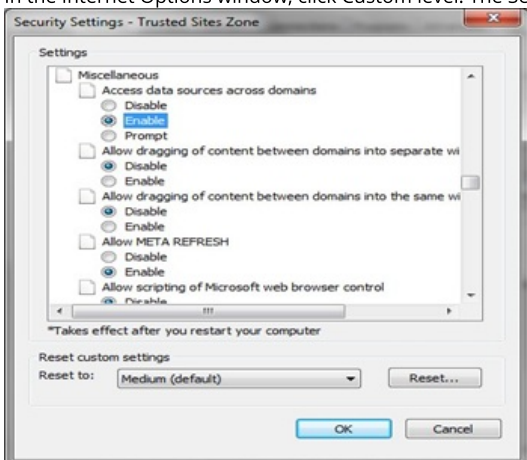 In the Internet Options window, click Custom level. The Se
Security Settings - Trusted Sites Zone
Settings
Miscellaneous
Access data sources across domains
Disable
Enable
Prompt
Allow dragging of content between domains into separate wi
Disable
Enable
Allow dragging of content between domains into the same wi
Disable
Enable
Allow META REFRESH
Disable
Enable
Allow scripting of Microsoft web browser control
Disable
*Takes effect after you restart your computer
Reset custom settings
Reset to: Medium (default) Reset...
OK Cancel